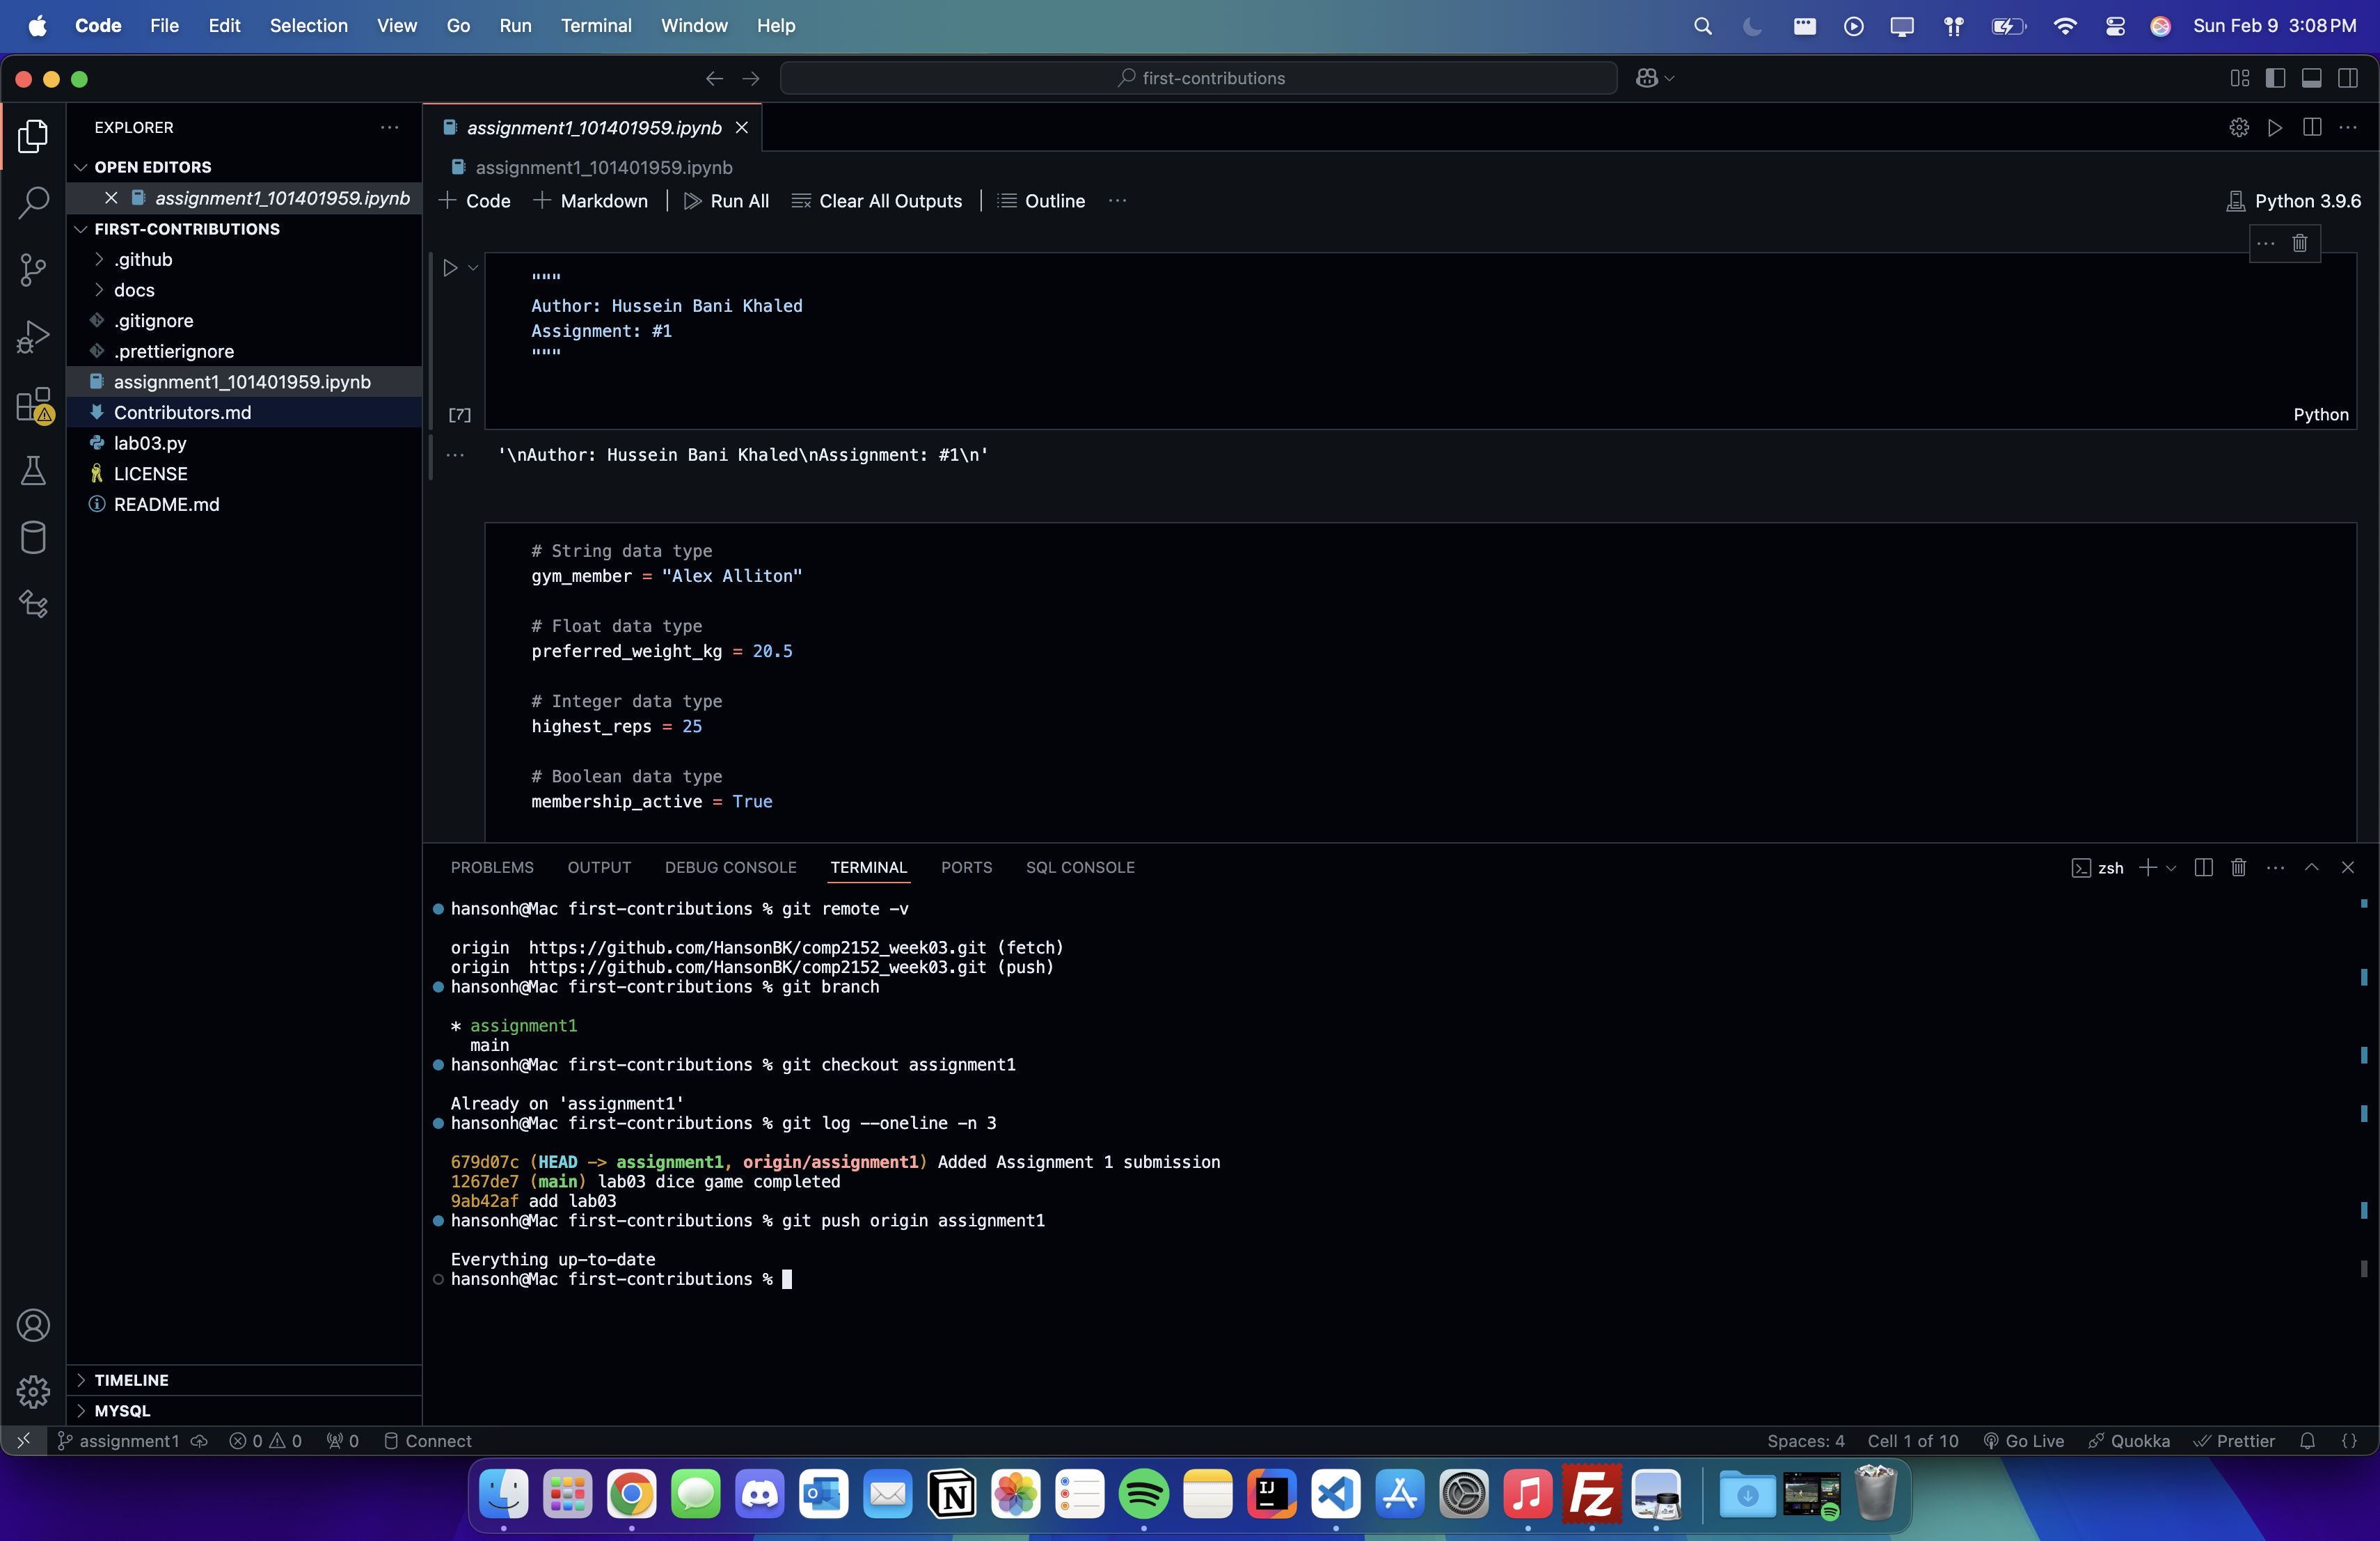 Code File Edit Selection View Go Run Terminal Window Help
Sun Feb 9 3:08 PM
first-contributions
EXPLORER
OPEN EDITORS
assignment1_101401959.ipynb
FIRST-CONTRIBUTIONS
.github
docs
.gitignore
.prettierignore
assignment1_101401959.ipynb
Contributors.md
lab03.py
LICENSE
README.md
TIMELINE
MYSQL
assignment1_101401959.ipynb
assignment1_101401959.ipynb
Code Markdown Run All Clear All Outputs Outline
Python 3.9.6
"""
Author: Hussein Bani Khaled
Assignment: #1
"""
[7]
Python
'\nAuthor: Hussein Bani Khaled\nAssignment: #1\n'
# String data type
gym_member = "Alex Alliton"
# Float data type
preferred_weight_kg = 20.5
# Integer data type
highest_reps = 25
# Boolean data type
membership_active = True
PROBLEMS OUTPUT DEBUG CONSOLE TERMINAL PORTS SQL CONSOLE
zsh
hansonh@Mac first-contributions % git remote -v
origin https://github.com/HansonBK/comp2152_week03.git (fetch)
origin https://github.com/HansonBK/comp2152_week03.git (push)
hansonh@Mac first-contributions % git branch
* assignment1
main
hansonh@Mac first-contributions % git checkout assignment1
Already on 'assignment1'
hansonh@Mac first-contributions % git log --oneline -n 3
679d07c (HEAD -> assignment1, origin/assignment1) Added Assignment 1 submission
1267de7 (main) lab03 dice game completed
9ab42af add lab03
hansonh@Mac first-contributions % git push origin assignment1
Everything up-to-date
hansonh@Mac first-contributions %
assignment1 0 0 0 Connect
Spaces: 4 Cell 1 of 10 Go Live Quokka Prettier {}
N
IJ
Fz